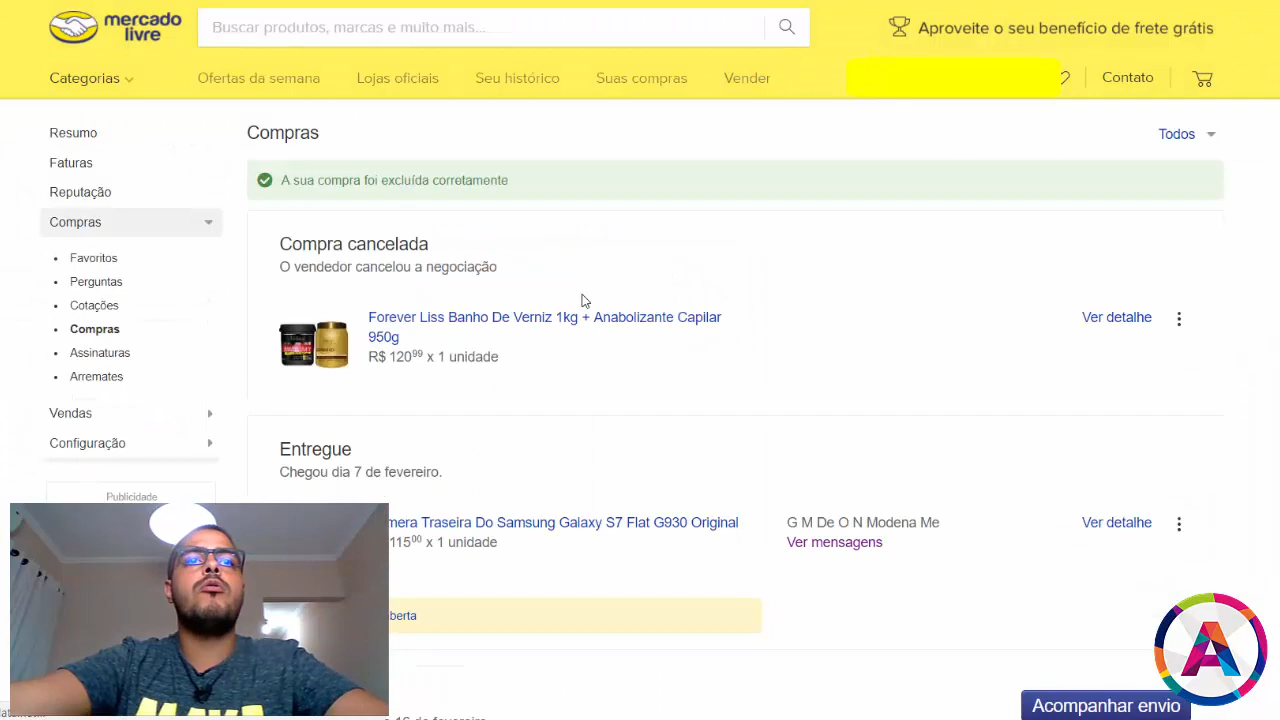 mercado
livre
Buscar produtos, marcas e muito mais...
Aproveite o seu benefício de frete grátis
Categorias
Ofertas da semana
Lojas oficiais
Seu histórico
Suas compras
Vender
Contato
Resumo
Faturas
Reputação
Compras
Favoritos
Perguntas
Cotações
Compras
Assinaturas
Arremates
Vendas
Configuração
Publicidade
Compras
Todos
A sua compra foi excluída corretamente
Compra cancelada
O vendedor cancelou a negociação
Forever Liss Banho De Verniz 1kg + Anabolizante Capilar
950g
R$ 120⁹⁹ x 1 unidade
Ver detalhe
Entregue
Chegou dia 7 de fevereiro.
mera Traseira Do Samsung Galaxy S7 Flat G930 Original
115⁰⁰ x 1 unidade
G M De O N Modena Me
Ver mensagens
Ver detalhe
berta
Acompanhar envio
A